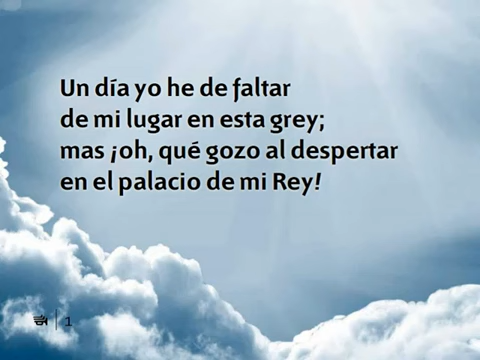 Un día yo he de faltar
de mi lugar en esta grey;
mas ¡oh, qué gozo al despertar
en el palacio de mi Rey!
1